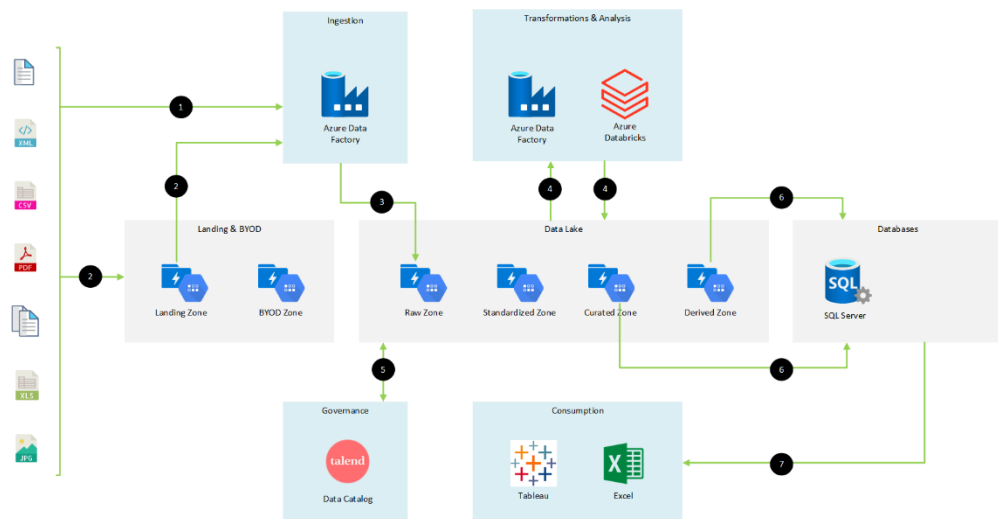 Ingestion
Transformations & Analysis
Azure Data
Factory
Azure Data
Factory
Azure
Databricks
XML
CSV
PDF
XLS
JPG
1
2
3
4
4
6
2
Landing & BYOD
Landing Zone
BYOD Zone
Data Lake
Raw Zone
Standardized Zone
Curated Zone
Derived Zone
Databases
SQL
SQL Server
5
6
Governance
talend
Data Catalog
Consumption
Tableau
X
Excel
7